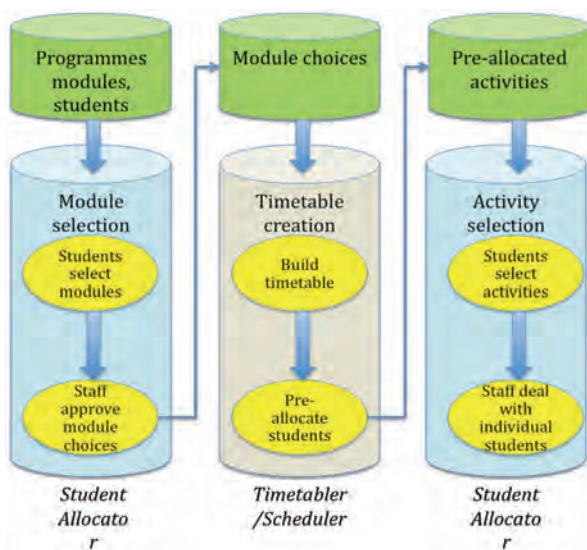 Programmes
modules,
students
Module
selection
Students
select
modules
Staff
approve
module
choices
Student
Allocato
r
Module choices
Timetable
creation
Build
timetable
Pre-
allocate
students
Timetabler
/Scheduler
Pre-allocated
activities
Activity
selection
Students
select
activities
Staff deal
with
individual
students
Student
Allocato
r